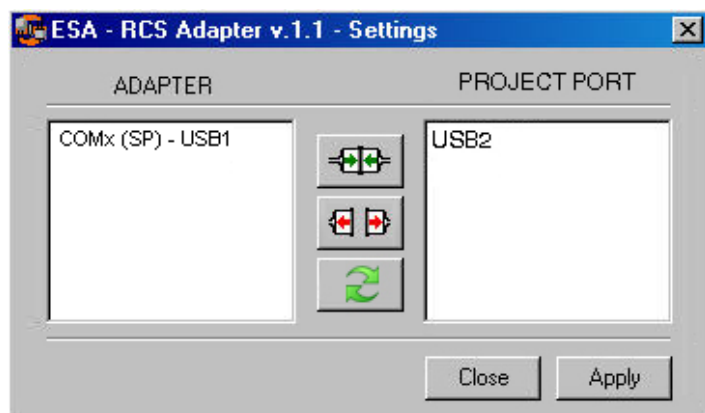 ESA - RCS Adapter v.1.1 - Settings
ADAPTER
PROJECT PORT
COMx (SP) - USB1
USB2
Close
Apply